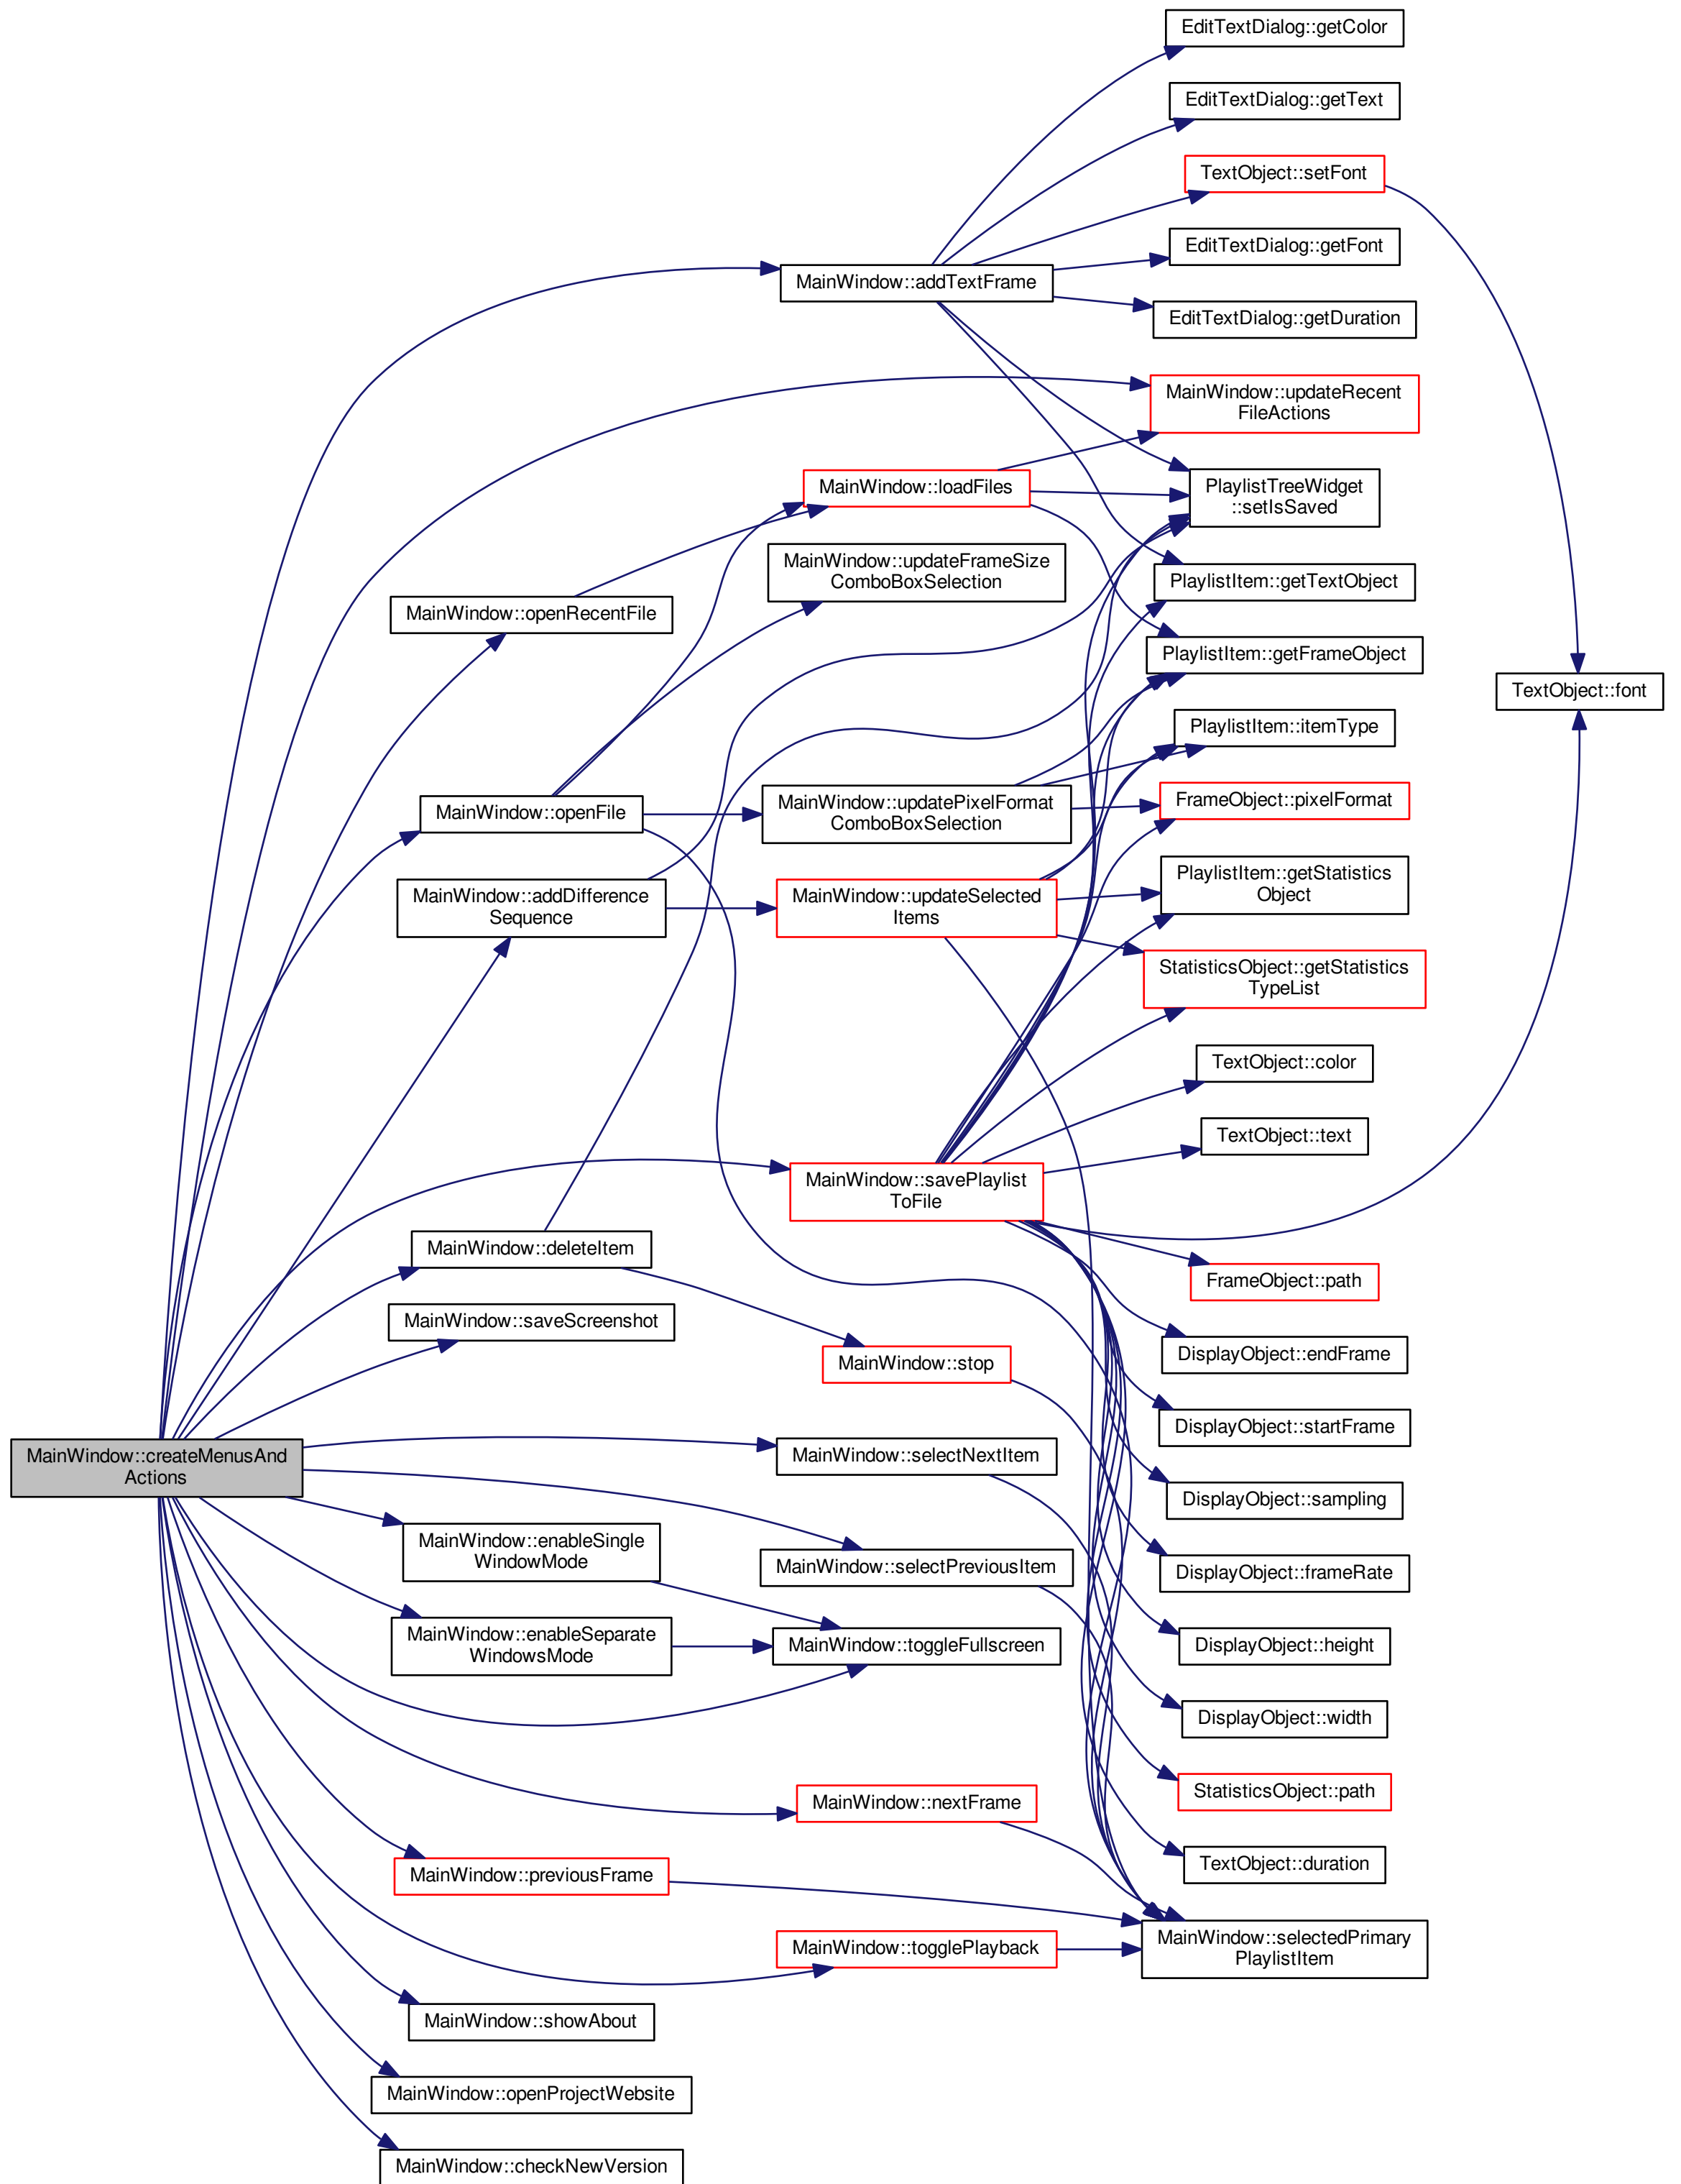 EditTextDialog::getColor
EditTextDialog::getText
TextObject::setFont
EditTextDialog::getFont
MainWindow::addTextFrame
EditTextDialog::getDuration
MainWindow::updateRecent
FileActions
MainWindow::loadFiles
PlaylistTreeWidget
::setIsSaved
MainWindow::updateFrameSize
ComboBoxSelection
PlaylistItem::getTextObject
MainWindow::openRecentFile
PlaylistItem::getFrameObject
TextObject::font
PlaylistItem::itemType
MainWindow::openFile
MainWindow::updatePixelFormat
ComboBoxSelection
FrameObject::pixelFormat
MainWindow::addDifference
Sequence
MainWindow::updateSelected
Items
PlaylistItem::getStatistics
Object
StatisticsObject::getStatistics
TypeList
TextObject::color
TextObject::text
MainWindow::savePlaylist
ToFile
MainWindow::deleteItem
FrameObject::path
MainWindow::saveScreenshot
MainWindow::stop
DisplayObject::endFrame
DisplayObject::startFrame
MainWindow::createMenusAnd
Actions
MainWindow::selectNextItem
DisplayObject::sampling
MainWindow::enableSingle
WindowMode
MainWindow::selectPreviousItem
DisplayObject::frameRate
MainWindow::enableSeparate
WindowsMode
MainWindow::toggleFullscreen
DisplayObject::height
DisplayObject::width
StatisticsObject::path
MainWindow::nextFrame
TextObject::duration
MainWindow::previousFrame
MainWindow::togglePlayback
MainWindow::selectedPrimary
PlaylistItem
MainWindow::showAbout
MainWindow::openProjectWebsite
MainWindow::checkNewVersion